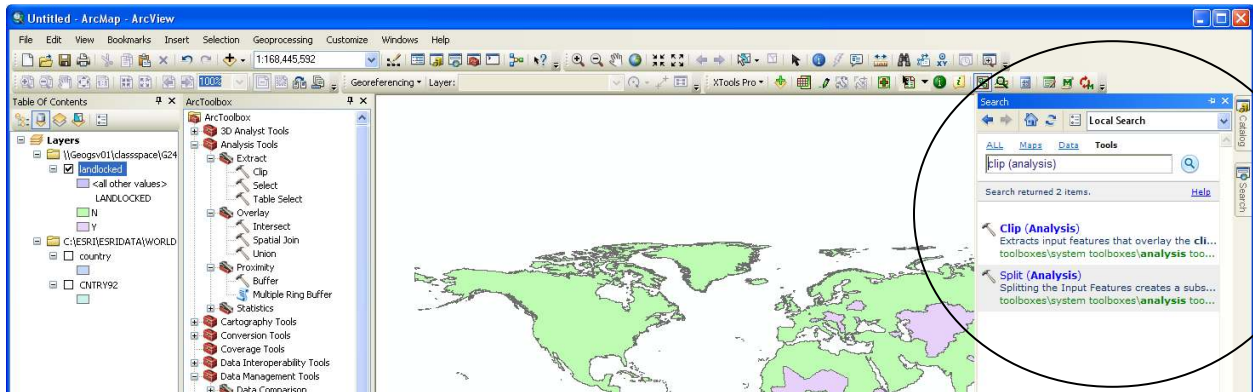 Untitled - ArcMap - ArcView
File Edit View Bookmarks Insert Selection Geoprocessing Customize Windows Help
1:168,445,592
100% Georeferencing Layer: XTools Pro
Table Of Contents
Layers
\\Geogsv01\classspace\G24
landlocked
<all other values>
LANDLOCKED
N
Y
C:\ESRI\ESRIDATA\WORLD
country
CNTRY92
ArcToolbox
ArcToolbox
3D Analyst Tools
Analysis Tools
Extract
Clip
Select
Table Select
Overlay
Intersect
Spatial Join
Union
Proximity
Buffer
Multiple Ring Buffer
Statistics
Cartography Tools
Conversion Tools
Coverage Tools
Data Interoperability Tools
Data Management Tools
Data Comparison
Search
Local Search
ALL Maps Data Tools
clip (analysis)
Search returned 2 items. Help
Clip (Analysis)
Extracts input features that overlay the cli...
toolboxes\system toolboxes\analysis too...
Split (Analysis)
Splitting the Input Features creates a subs...
toolboxes\system toolboxes\analysis too...
Catalog
Search